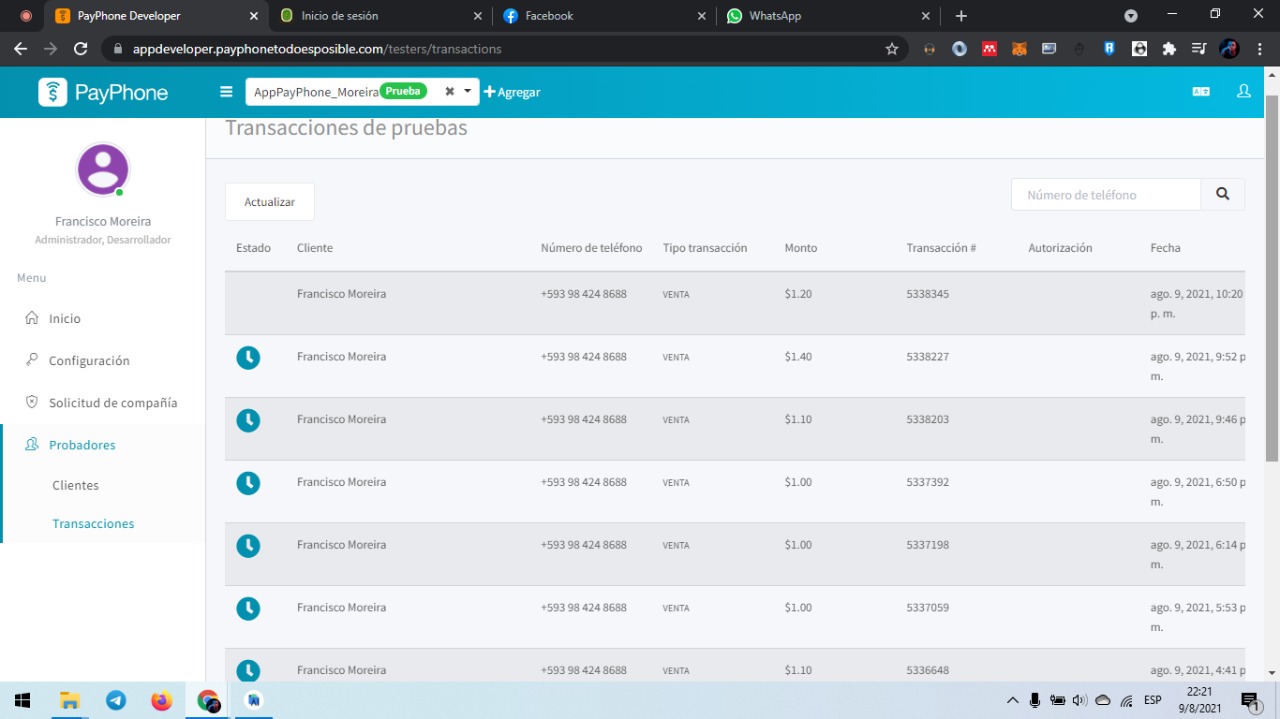 PayPhone Developer
Inicio de sesión
Facebook
WhatsApp
appdeveloper.payphonetodoesposible.com/testers/transactions
PayPhone
AppPayPhone_Moreira Prueba
Agregar
Francisco Moreira
Administrador, Desarrollador
Menu
Inicio
Configuración
Solicitud de compañía
Probadores
Clientes
Transacciones
Transacciones de pruebas
Actualizar
Número de teléfono
Estado Cliente Número de teléfono Tipo transacción Monto Transacción # Autorización Fecha
Francisco Moreira +593 98 424 8688 VENTA $1.20 5338345 ago. 9, 2021, 10:20
p. m.
Francisco Moreira +593 98 424 8688 VENTA $1.40 5338227 ago. 9, 2021, 9:52 p
m.
Francisco Moreira +593 98 424 8688 VENTA $1.10 5338203 ago. 9, 2021, 9:46 p
m.
Francisco Moreira +593 98 424 8688 VENTA $1.00 5337392 ago. 9, 2021, 6:50 p
m.
Francisco Moreira +593 98 424 8688 VENTA $1.00 5337198 ago. 9, 2021, 6:14 p
m.
Francisco Moreira +593 98 424 8688 VENTA $1.00 5337059 ago. 9, 2021, 5:53 p
m.
Francisco Moreira +593 98 424 8688 VENTA $1.10 5336648 ago. 9, 2021, 4:41 p
ESP
22:21
9/8/2021
1